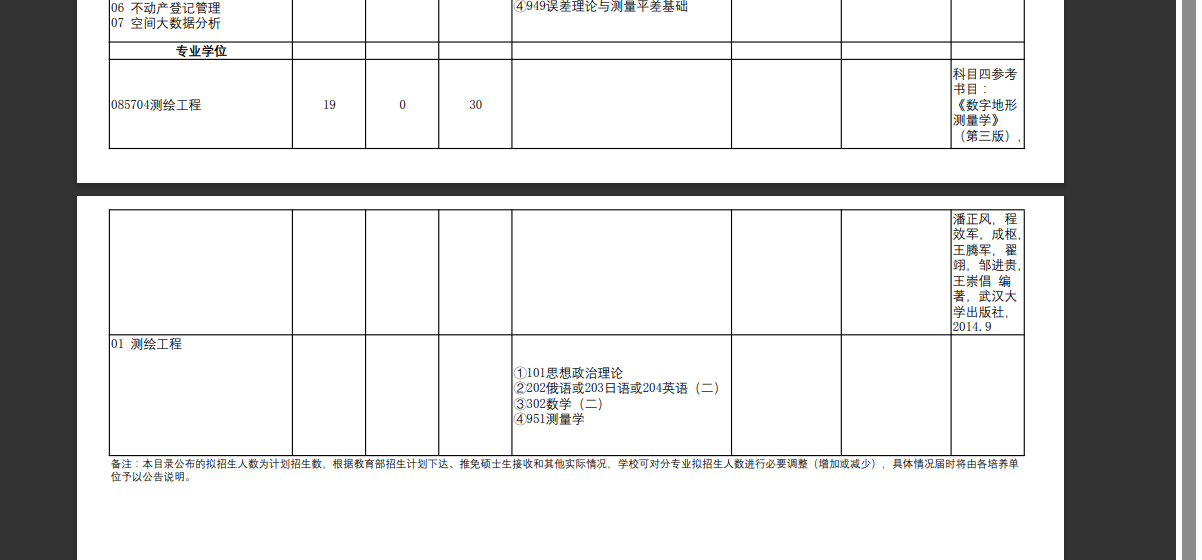 06 不动产登记管理
07 空间大数据分析
④949误差理论与测量平差基础
专业学位
085704测绘工程
19
0
30
科目四参考
书目：
《数字地形
测量学》
（第三版），
潘正风，程
效军，成枢，
王腾军，翟
翊，邹进贵，
王崇倡 编
著，武汉大
学出版社，
2014.9
01 测绘工程
①101思想政治理论
②202俄语或203日语或204英语（二）
③302数学（二）
④951测量学
备注：本目录公布的拟招生人数为计划招生数，根据教育部招生计划下达、推免硕士生接收和其他实际情况，学校可对分专业拟招生人数进行必要调整（增加或减少），具体情况届时将由各培养单
位予以公告说明。